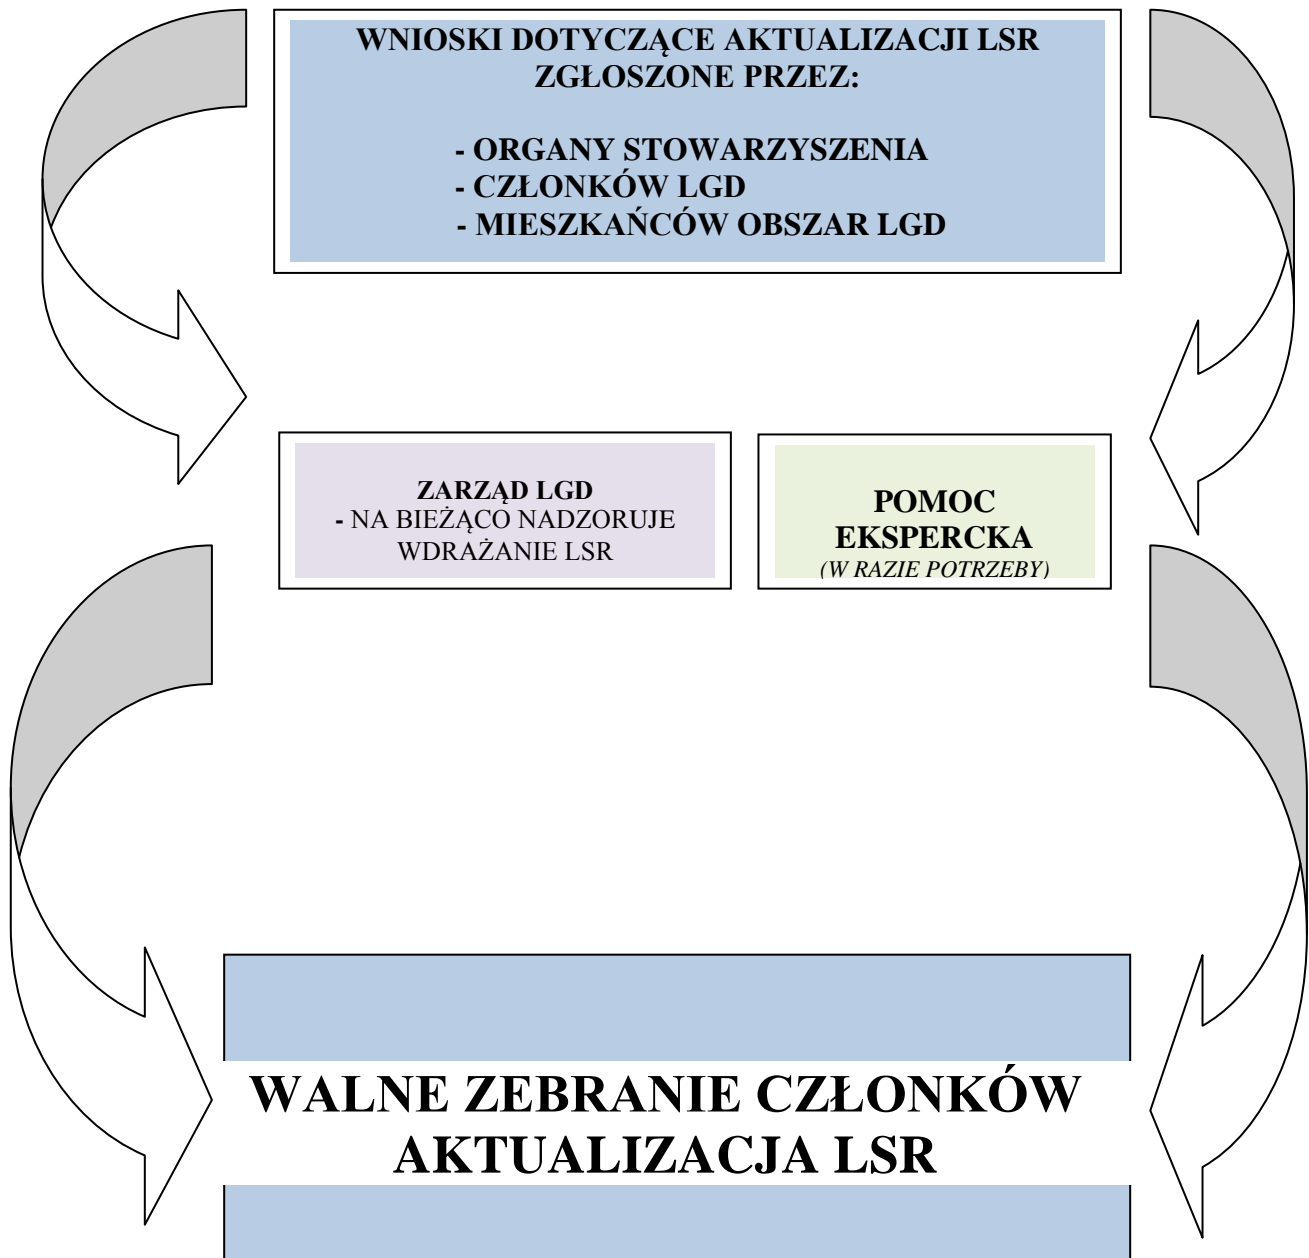 WNIOSKI DOTYCZĄCE AKTUALIZACJI LSR
ZGŁOSZONE PRZEZ:
- ORGANY STOWARZYSZENIA
- CZŁONKÓW LGD
- MIESZKAŃCÓW OBSZAR LGD
ZARZĄD LGD
- NA BIEŻĄCO NADZORUJE
WDRAŻANIE LSR
POMOC
EKSPERCKA
(W RAZIE POTRZEBY)
WALNE ZEBRANIE CZŁONKÓW
AKTUALIZACJA LSR